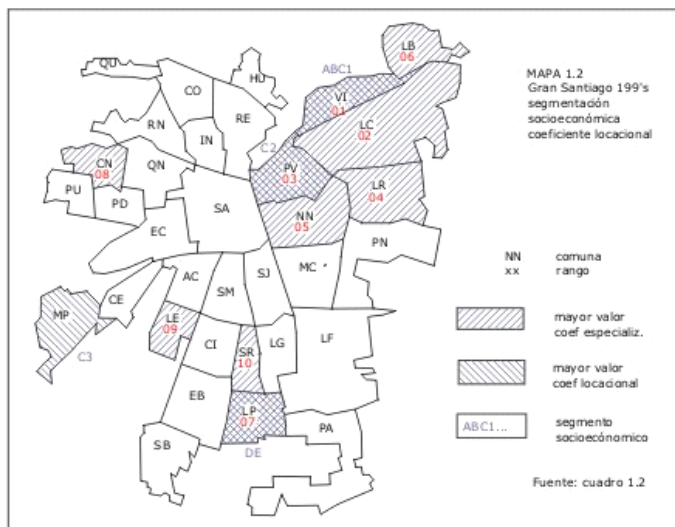 MAPA 1.2
Gran Santiago 199's
segmentación
socioeconómica
coeficiente locacional
LB
06
QU
HU
ABC1
CO
VI
01
RE
RN
LC
02
IN
C2
CN
08
QN
PV
03
PU
PD
LR
04
SA
NN
05
EC
PN
NN comuna
xx rango
AC
SJ
MC
SM
CE
MP
LE
09
mayor valor
coef especializ.
CI
SR
10
LG
LF
C3
mayor valor
coef locacional
EB
LP
07
PA
ABC1... segmento
socioecónomico
SB
DE
Fuente: cuadro 1.2